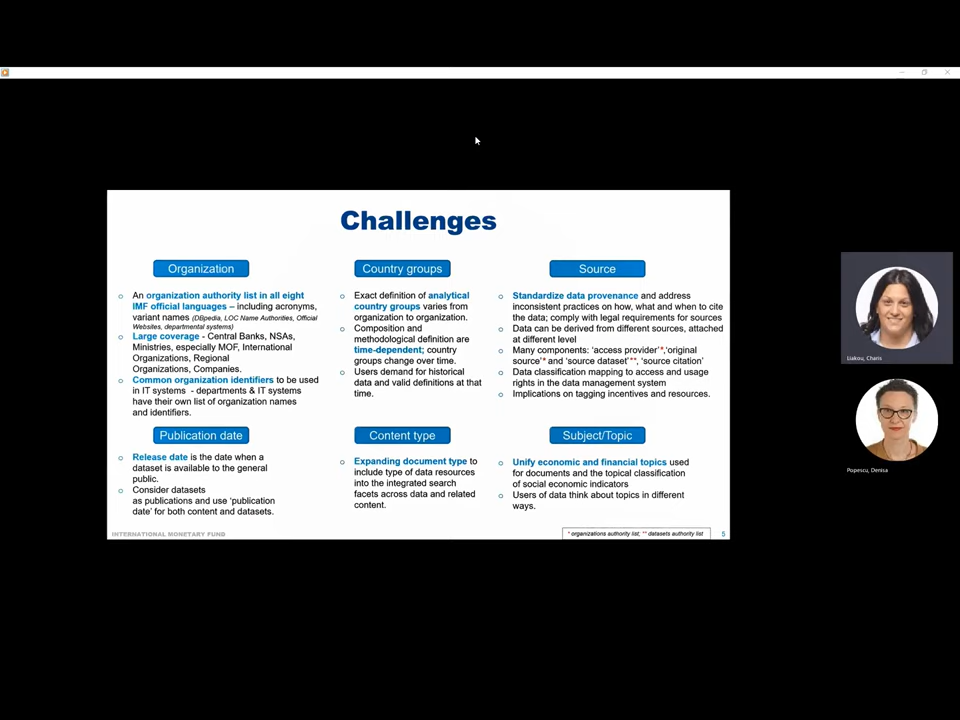 Challenges
Organization
An organization authority list in all eight
IMF official languages – including acronyms,
variant names (DBpedia, LOC Name Authorities, Official
Websites, departmental systems)
Large coverage - Central Banks, NSAs,
Ministries, especially MOF, International
Organizations, Regional
Organizations, Companies.
Common organization identifiers to be used
in IT systems - departments & IT systems
have their own list of organization names
and identifiers.
Country groups
Exact definition of analytical
country groups varies from
organization to organization.
Composition and
methodological definition are
time-dependent; country
groups change over time.
Users demand for historical
data and valid definitions at that
time.
Source
Standardize data provenance and address
inconsistent practices on how, what and when to cite
the data; comply with legal requirements for sources
Data can be derived from different sources, attached
at different level
Many components: ‘access provider’*,‘original
source’* and ‘source dataset’**, ‘source citation’
Data classification mapping to access and usage
rights in the data management system
Implications on tagging incentives and resources.
Publication date
Release date is the date when a
dataset is available to the general
public.
Consider datasets
as publications and use ‘publication
date’ for both content and datasets.
Content type
Expanding document type to
include type of data resources
into the integrated search
facets across data and related
content.
Subject/Topic
Unify economic and financial topics used
for documents and the topical classification
of social economic indicators
Users of data think about topics in different
ways.
INTERNATIONAL MONETARY FUND
* organizations authority list; ** datasets authority list
5
Liakou, Charis
Popescu, Denisa